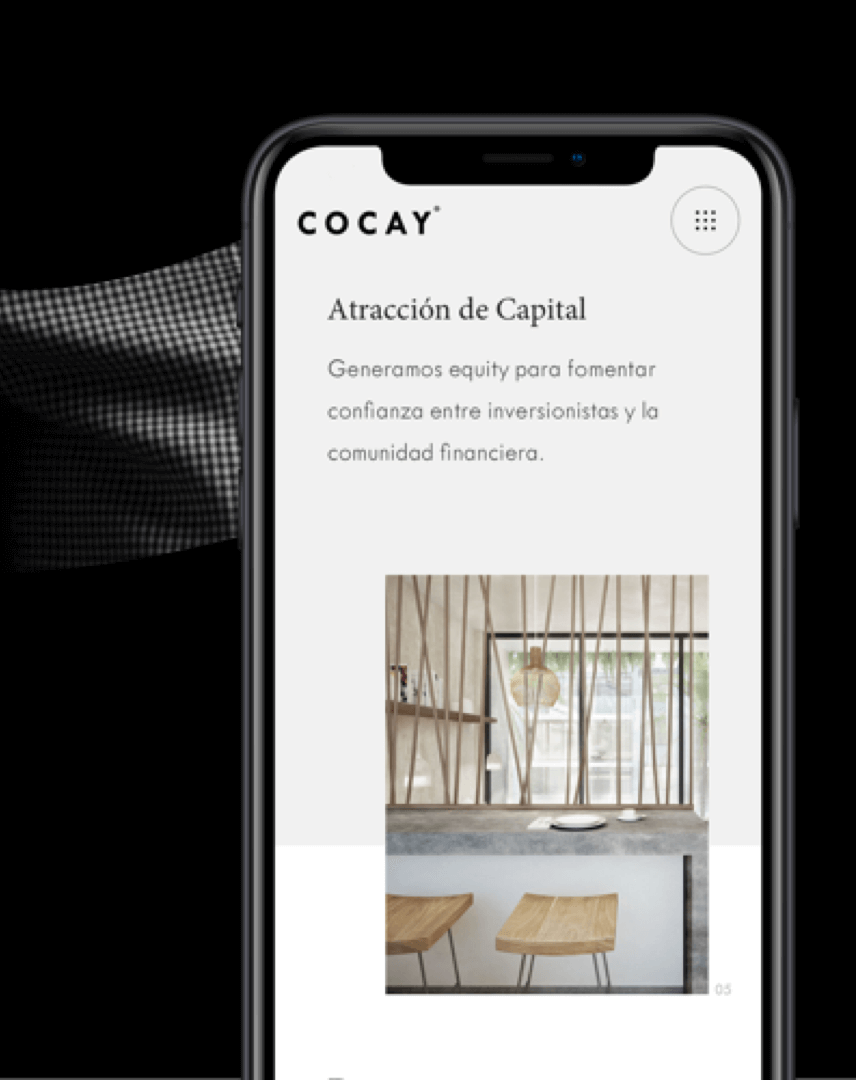 COCAY°
Atracción de Capital
Generamos equity para fomentar
confianza entre inversionistas y la
comunidad financiera.
05